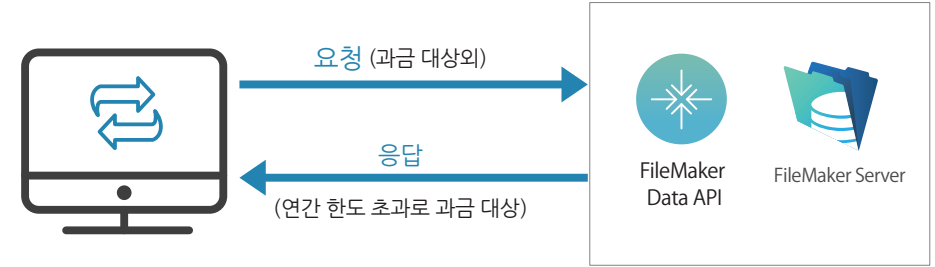 요청 (과금 대상외)
응답
(연간 한도 초과로 과금 대상)
FileMaker
Data API
FileMaker Server